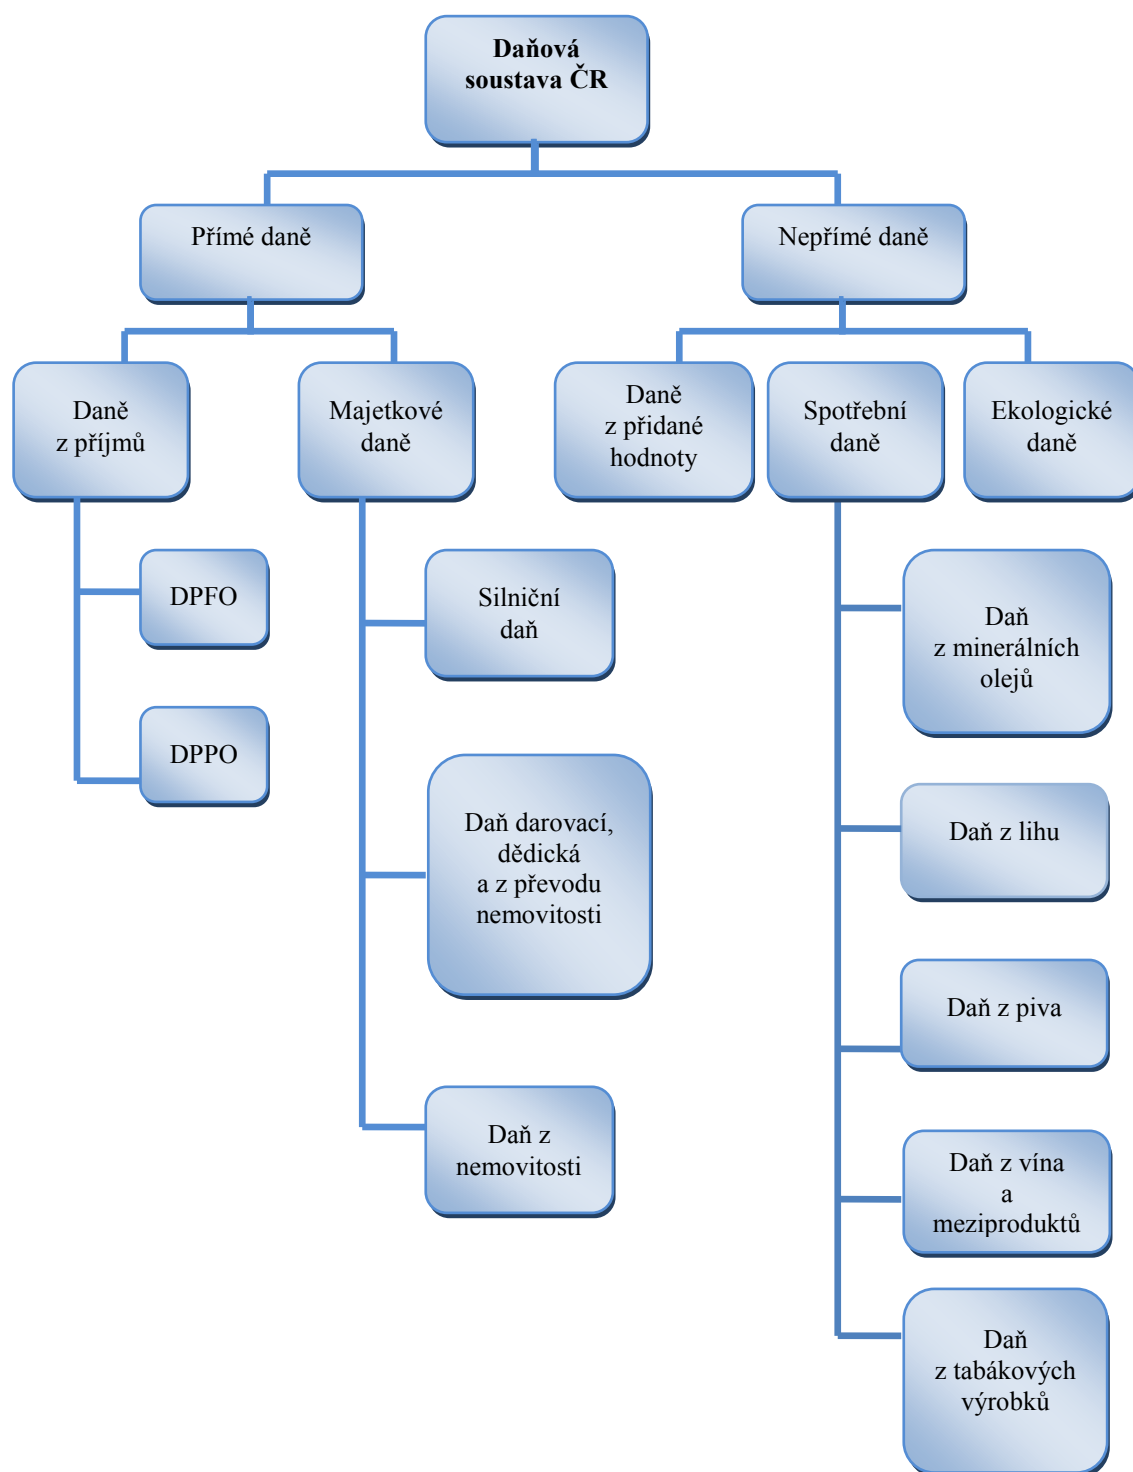 Daňová
soustava ČR
Přímé daně
Nepřímé daně
Daně
z příjmů
Majetkové
daně
Daně
z přidané
hodnoty
Spotřební
daně
Ekologické
daně
DPFO
DPPO
Silniční
daň
Daň darovací,
dědická
a z převodu
nemovitosti
Daň z
nemovitosti
Daň
z minerálních
olejů
Daň z lihu
Daň z piva
Daň z vína
a
meziproduktů
Daň
z tabákových
výrobků